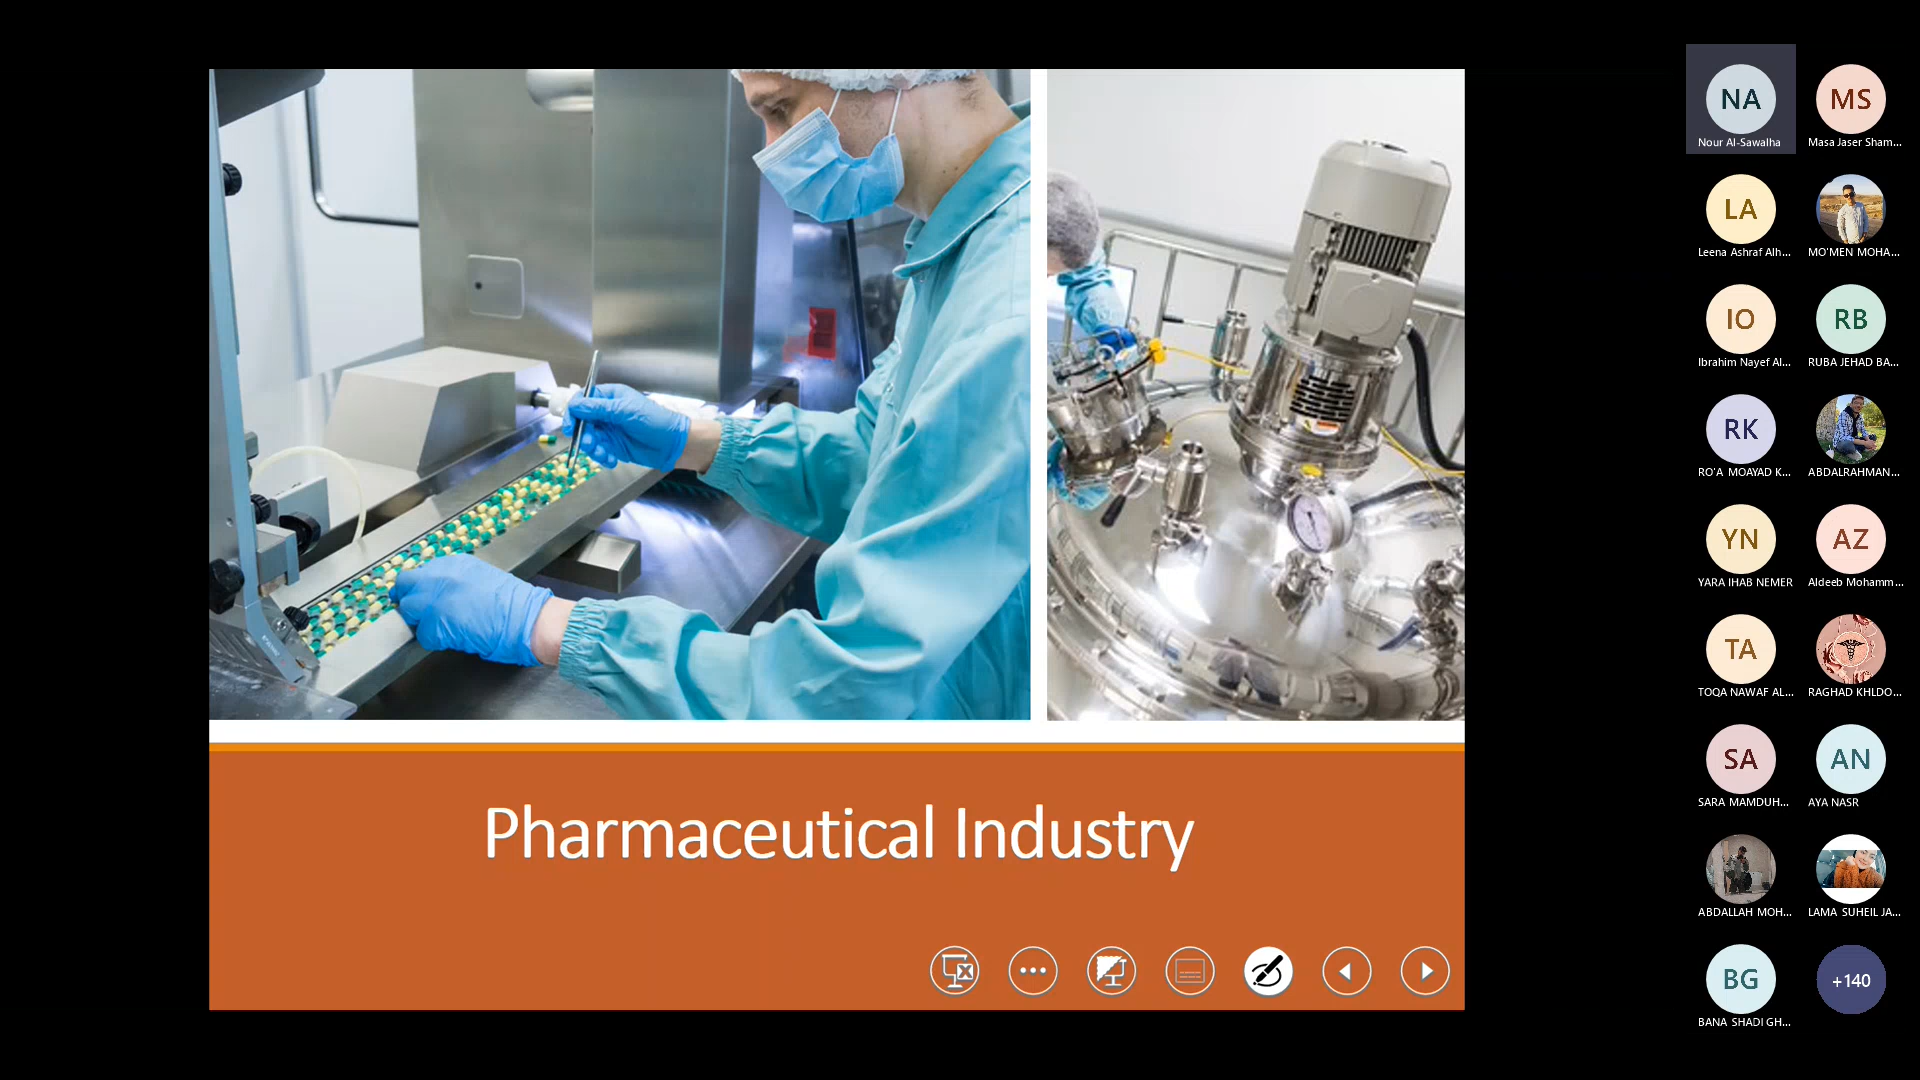 Pharmaceutical Industry
NA
Nour Al-Sawalha
MS
Masa Jaser Sham...
LA
Leena Ashraf Alh...
MO'MEN MOHA...
IO
Ibrahim Nayef Al...
RB
RUBA JEHAD BA...
RK
RO'A MOAYAD K...
ABDALRAHMAN...
YN
YARA IHAB NEMER
AZ
Aldeeb Mohamm...
TA
TOQA NAWAF AL...
RAGHAD KHLDO...
SA
SARA MAMDUH...
AN
AYA NASR
ABDALLAH MOH...
LAMA SUHEIL JA...
BG
BANA SHADI GH...
+140